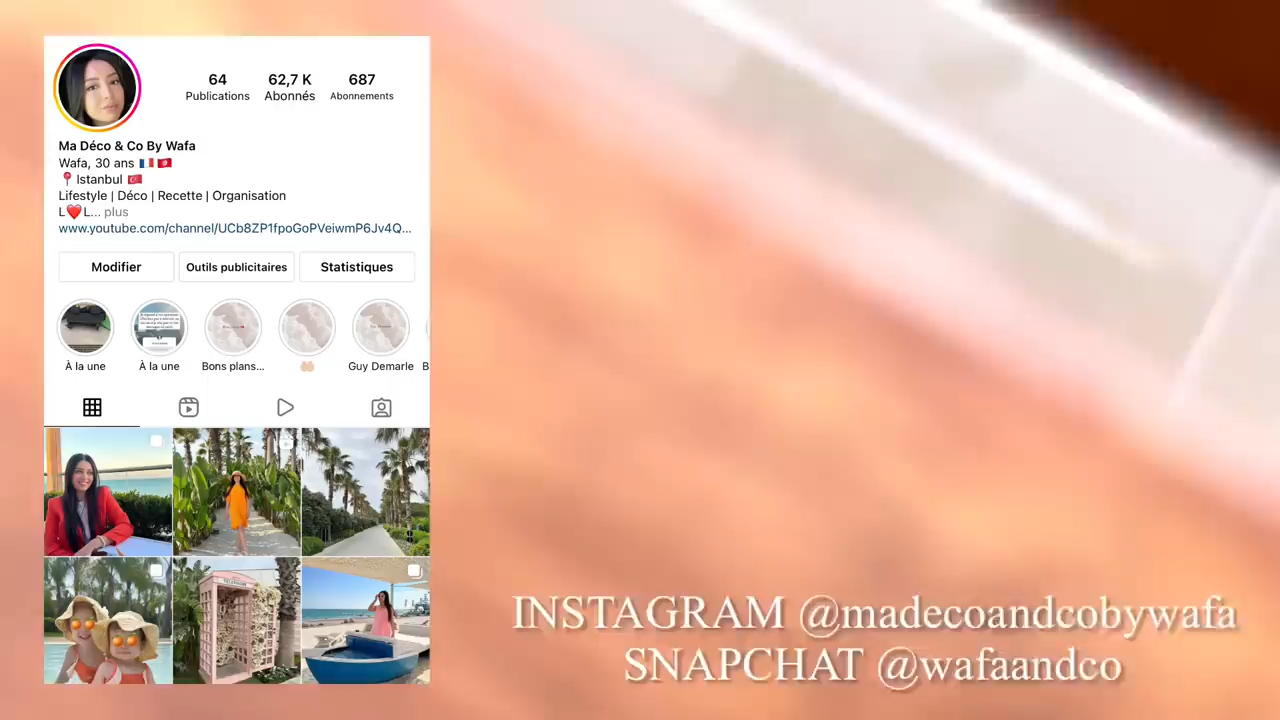 64
62,7 K
687
Publications
Abonnés
Abonnements
Ma Déco & Co By Wafa
Wafa, 30 ans 🇫🇷 🇹🇳
📍Istanbul 🇹🇷
Lifestyle | Déco | Recette | Organisation
L❤️L... plus
www.youtube.com/channel/UCb8ZP1fpoGoPVeiwmP6Jv4Q...
Modifier
Outils publicitaires
Statistiques
À la une
À la une
Bons plans...
🤲🏻
Guy Demarle
B
INSTAGRAM @madecoandcobywafa
SNAPCHAT @wafaandco